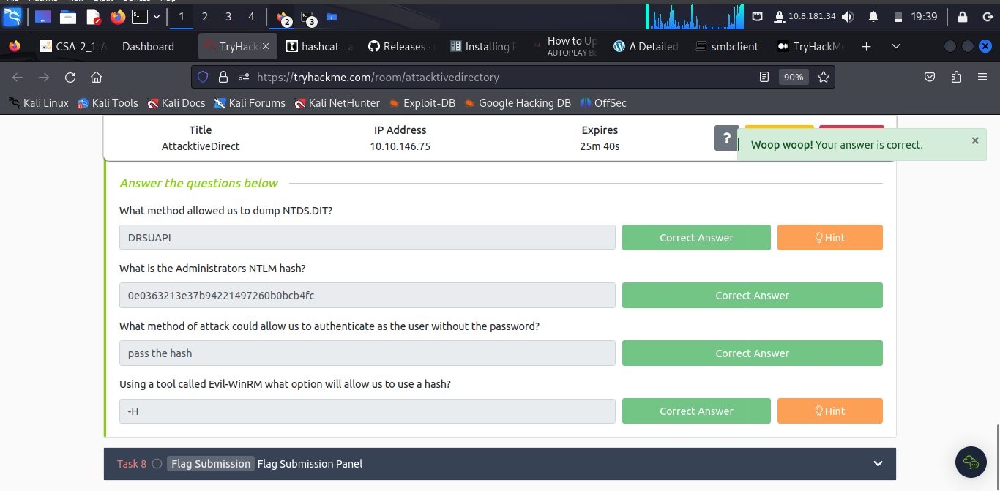 1 2 3 4
2
3
10.8.181.34
19:39
CSA-2_1: A
Dashboard
TryHack
hashcat - a
Releases ·
Installing
How to Up
AUTOPLAY BL
A Detailed
smbclient
TryHackMe
https://tryhackme.com/room/attacktivedirectory
90%
Kali Linux Kali Tools Kali Docs Kali Forums Kali NetHunter Exploit-DB Google Hacking DB OffSec
Title IP Address Expires
AttacktiveDirect 10.10.146.75 25m 40s
?
Woop woop! Your answer is correct.
Answer the questions below
What method allowed us to dump NTDS.DIT?
DRSUAPI Correct Answer Hint
What is the Administrators NTLM hash?
0e0363213e37b94221497260b0bcb4fc Correct Answer
What method of attack could allow us to authenticate as the user without the password?
pass the hash Correct Answer
Using a tool called Evil-WinRM what option will allow us to use a hash?
-H Correct Answer Hint
Task 8 Flag Submission Flag Submission Panel